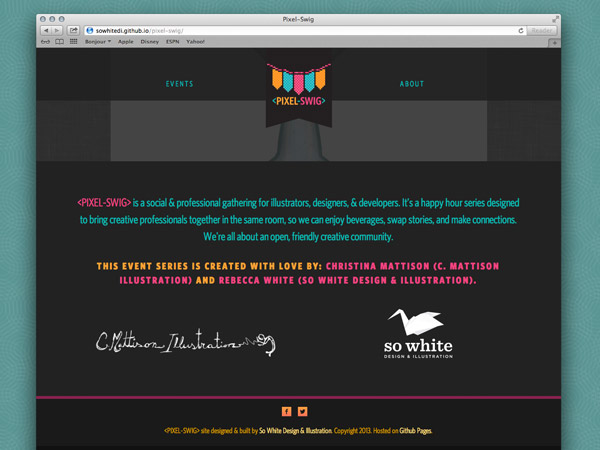 Pixel-Swig
sowhitedi.github.io/pixel-swig/
Reader
Bonjour Apple Disney ESPN Yahoo!
EVENTS
<PIXEL-SWIG>
ABOUT
<PIXEL-SWIG> is a social & professional gathering for illustrators, designers, & developers. It's a happy hour series designed
to bring creative professionals together in the same room, so we can enjoy beverages, swap stories, and make connections.
We're all about an open, friendly creative community.
THIS EVENT SERIES IS CREATED WITH LOVE BY: CHRISTINA MATTISON (C. MATTISON
ILLUSTRATION) AND REBECCA WHITE (SO WHITE DESIGN & ILLUSTRATION).
C. Mattison Illustration
so white
DESIGN & ILLUSTRATION
<PIXEL-SWIG> site designed & built by So White Design & Illustration. Copyright 2013. Hosted on Github Pages.